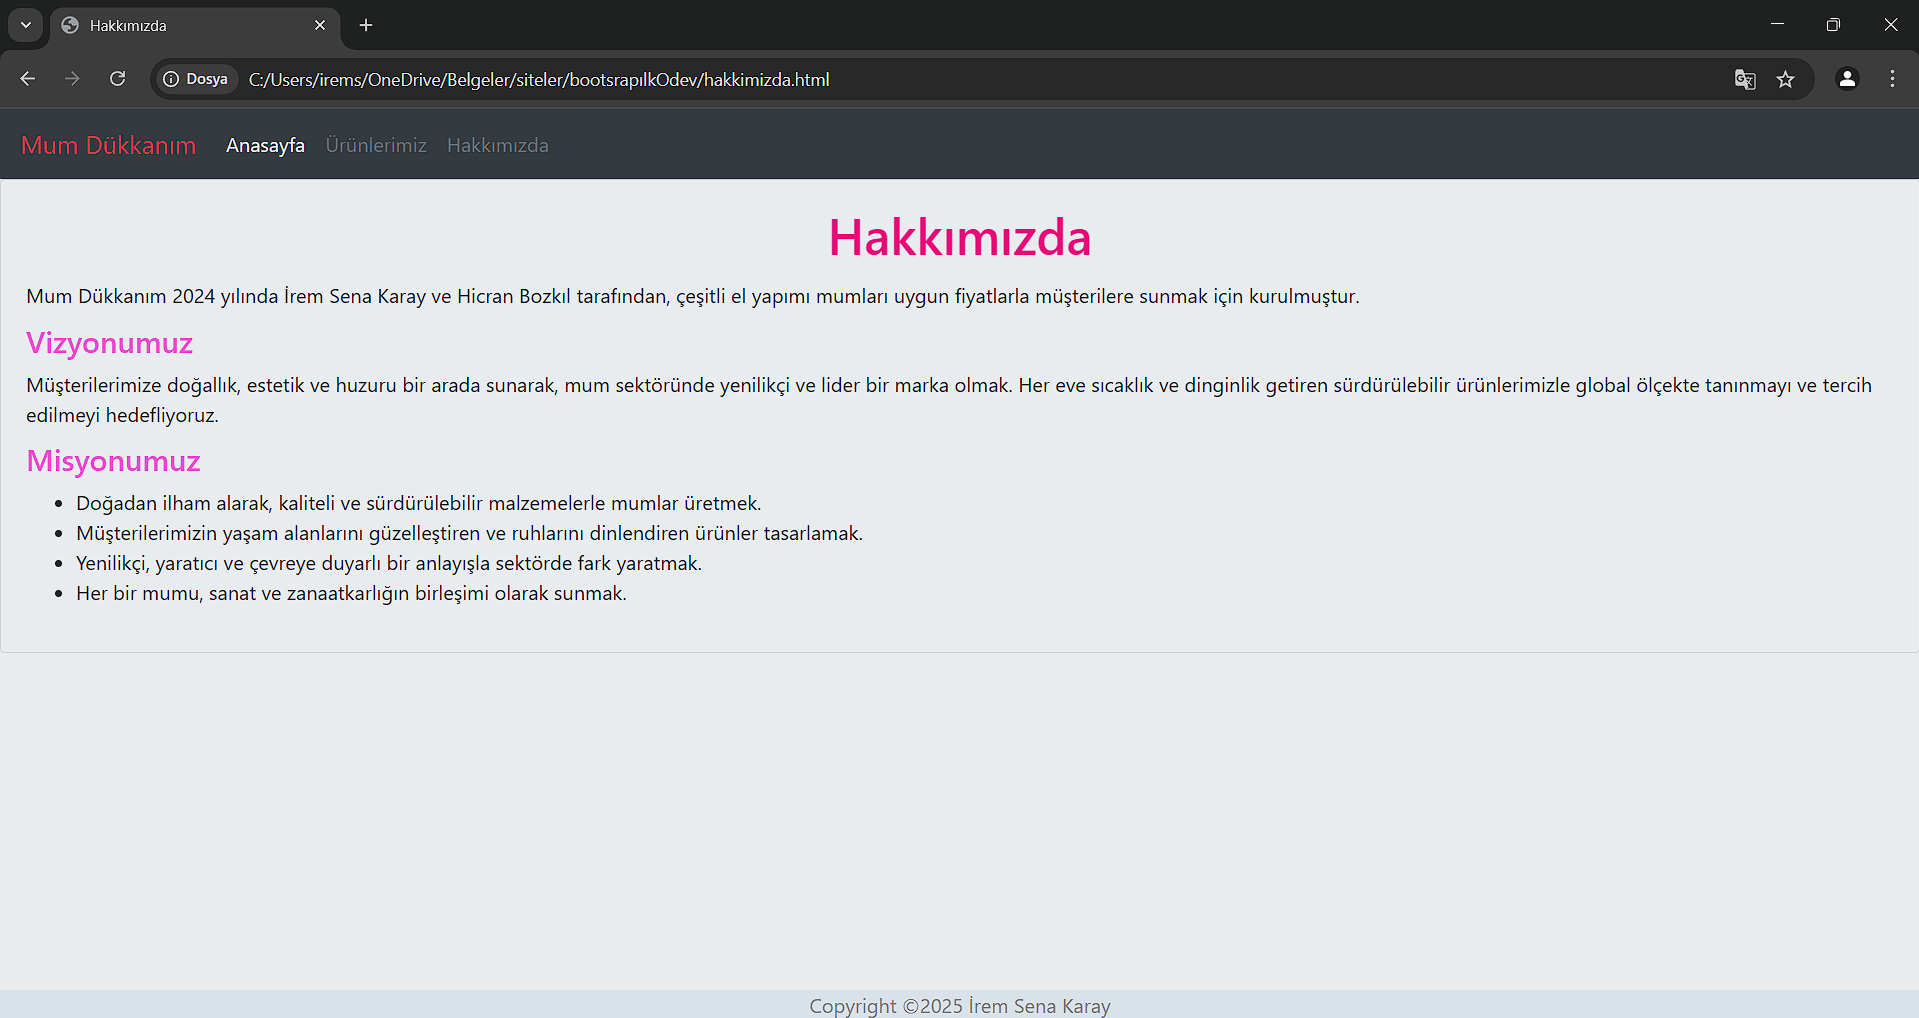 Hakkımızda
Dosya C:/Users/irems/OneDrive/Belgeler/siteler/bootsrapılkOdev/hakkimizda.html
Mum Dükkanım Anasayfa Ürünlerimiz Hakkımızda
Hakkımızda
Mum Dükkanım 2024 yılında İrem Sena Karay ve Hicran Bozkıl tarafından, çeşitli el yapımı mumları uygun fiyatlarla müşterilere sunmak için kurulmuştur.
Vizyonumuz
Müşterilerimize doğallık, estetik ve huzuru bir arada sunarak, mum sektöründe yenilikçi ve lider bir marka olmak. Her eve sıcaklık ve dinginlik getiren sürdürülebilir ürünlerimizle global ölçekte tanınmayı ve tercih
edilmeyi hedefliyoruz.
Misyonumuz
• Doğadan ilham alarak, kaliteli ve sürdürülebilir malzemelerle mumlar üretmek.
• Müşterilerimizin yaşam alanlarını güzelleştiren ve ruhlarını dinlendiren ürünler tasarlamak.
• Yenilikçi, yaratıcı ve çevreye duyarlı bir anlayışla sektörde fark yaratmak.
• Her bir mumu, sanat ve zanaatkarlığın birleşimi olarak sunmak.
Copyright ©2025 İrem Sena Karay